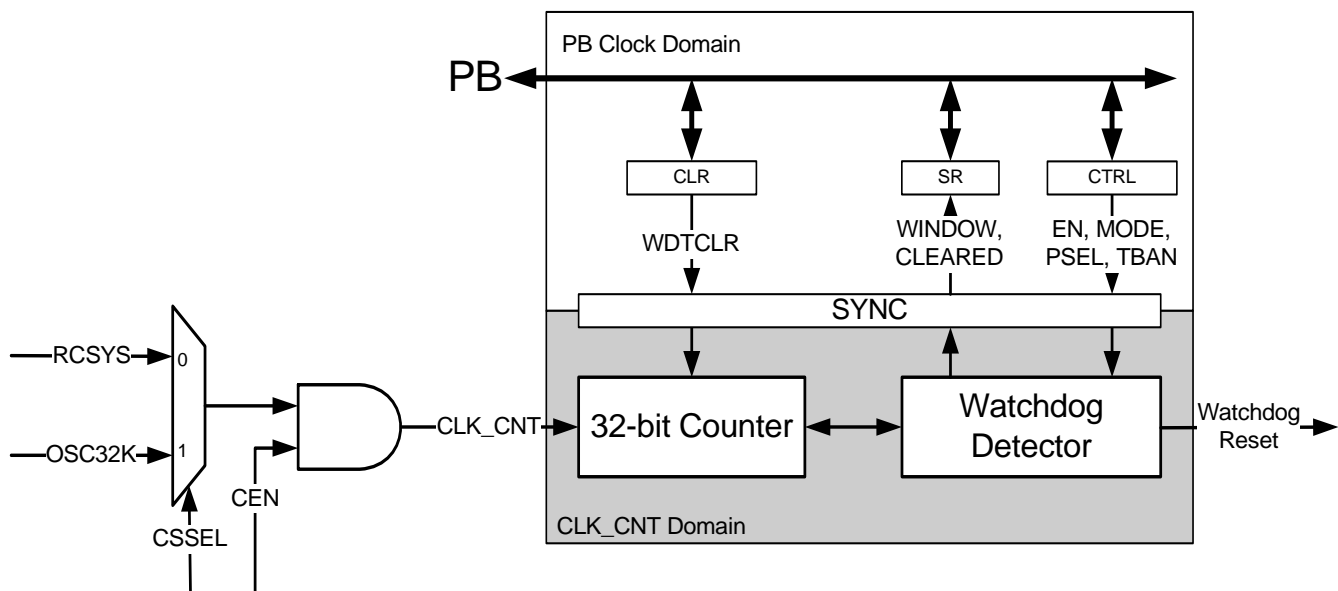 PB Clock Domain
PB
CLR
SR
CTRL
WDTCLR
WINDOW,
CLEARED
EN, MODE,
PSEL, TBAN
SYNC
RCSYS
0
OSC32K
1
CSSEL
CEN
CLK_CNT
32-bit Counter
Watchdog
Detector
Watchdog
Reset
CLK_CNT Domain